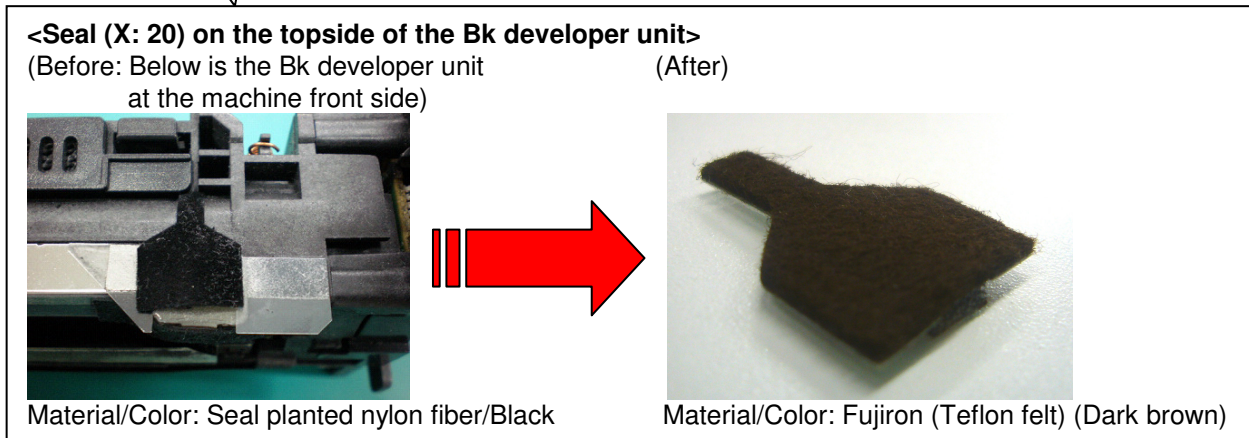 <Seal (X: 20) on the topside of the Bk developer unit>
(Before: Below is the Bk developer unit (After)
at the machine front side)
Material/Color: Seal planted nylon fiber/Black Material/Color: Fujiron (Teflon felt) (Dark brown)